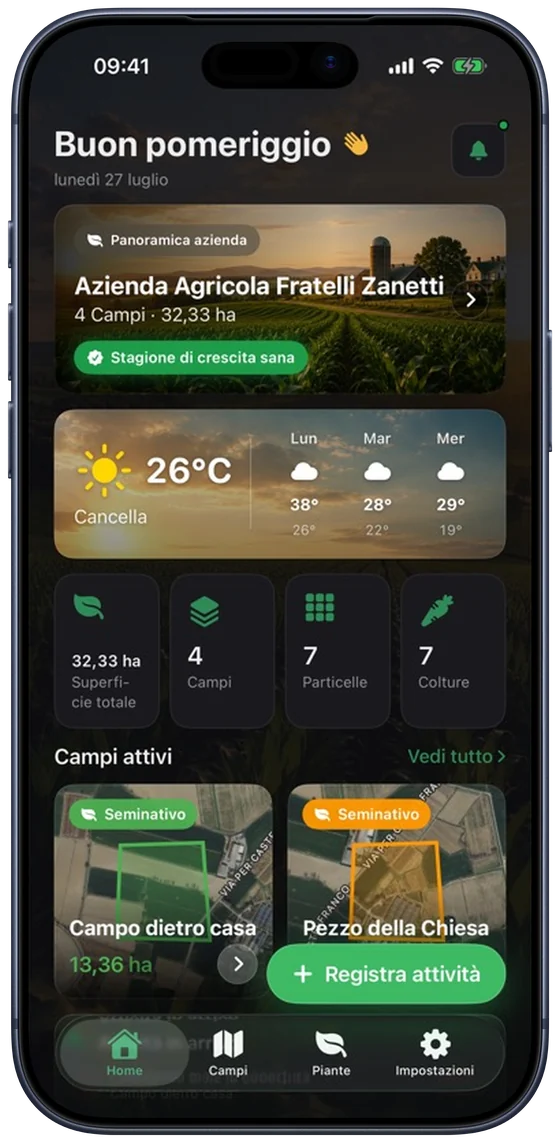 09:41
Buon pomeriggio 👋
lunedì 27 luglio
Panoramica azienda
Azienda Agricola Fratelli Zanetti
4 Campi · 32,33 ha
Stagione di crescita sana
26°C
Cancella
Lun Mar Mer
38° 28° 29°
26° 22° 19°
32,33 ha
Superfi-
cie totale
4
Campi
7
Particelle
7
Colture
Campi attivi
Vedi tutto
Seminativo
VIA PER CASTE
Campo dietro casa
13,36 ha
Seminativo
Pezzo della Chiesa
+ Registra attività
Home
Campi
Piante
Impostazioni